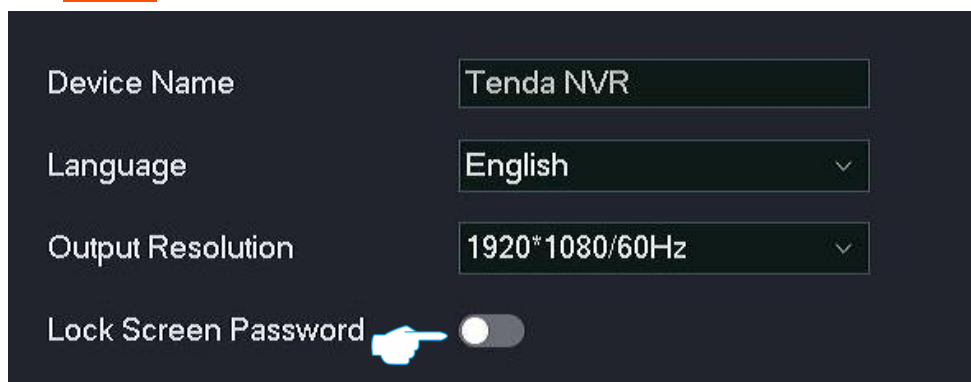 Device Name Tenda NVR
Language English
Output Resolution 1920*1080/60Hz
Lock Screen Password